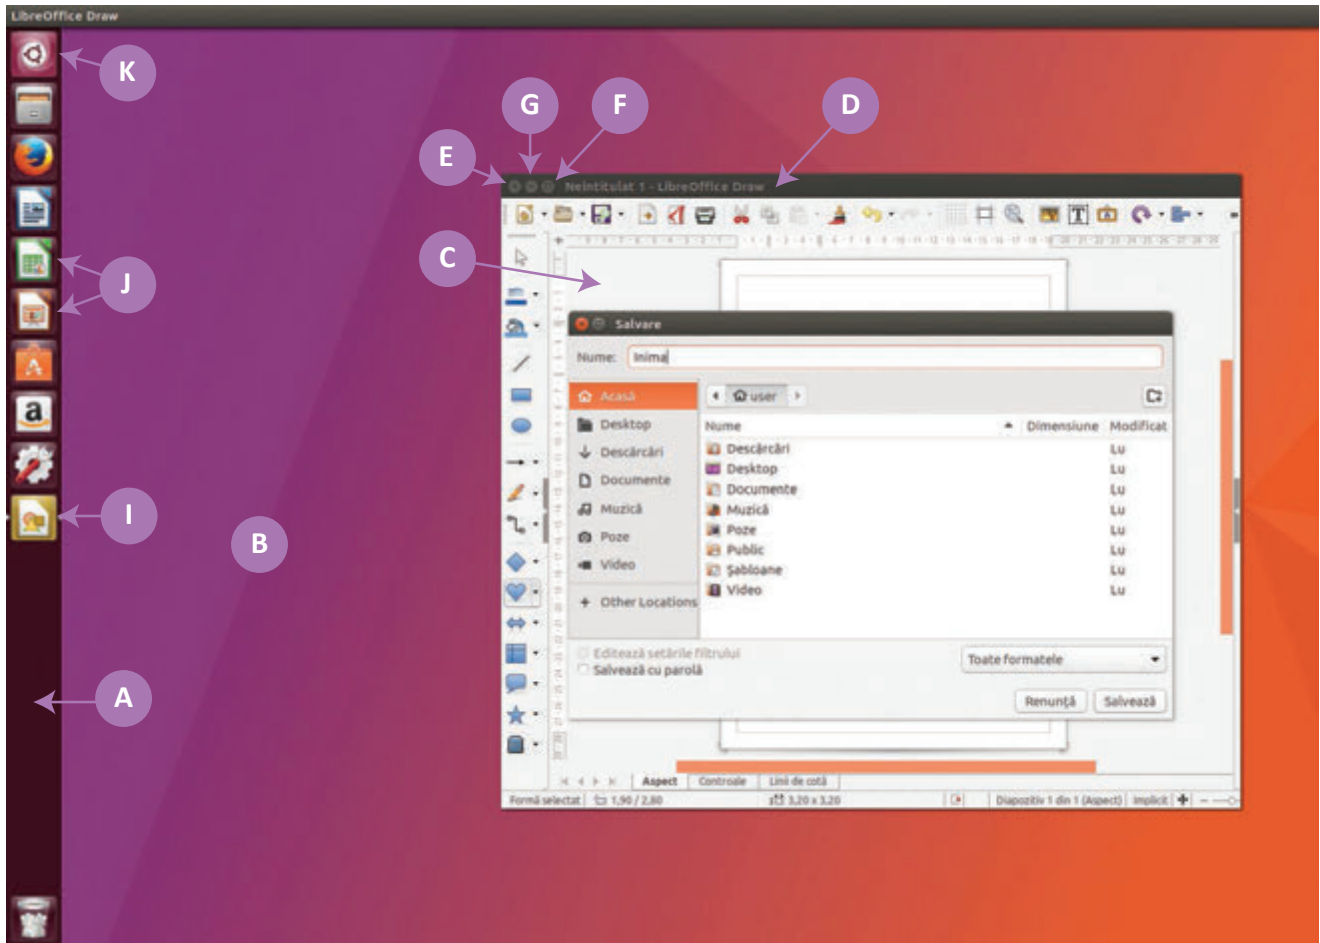 LibreOffice Draw
K
G
F
D
E
Neintitulat 1 - LibreOffice Draw
C
J
Salvare
Nume: Inima
Acasă
user
Desktop
Nume Dimensiune Modificat
Descărcări
Descărcări Lu
Desktop Lu
Documente
Documente Lu
Muzică
Muzică Lu
Poze
Poze Lu
Public Lu
Video
Șabloane Lu
Video Lu
Other Locations
I
B
Editează setările filtrului
Salvează cu parolă
Toate formatele
Renunță Salvează
A
Aspect Controale Linii de cotă
Formă selectat 1,90 / 2,80 3,20 x 3,20 Diapozitiv 1 din 1 (Aspect) Implicit